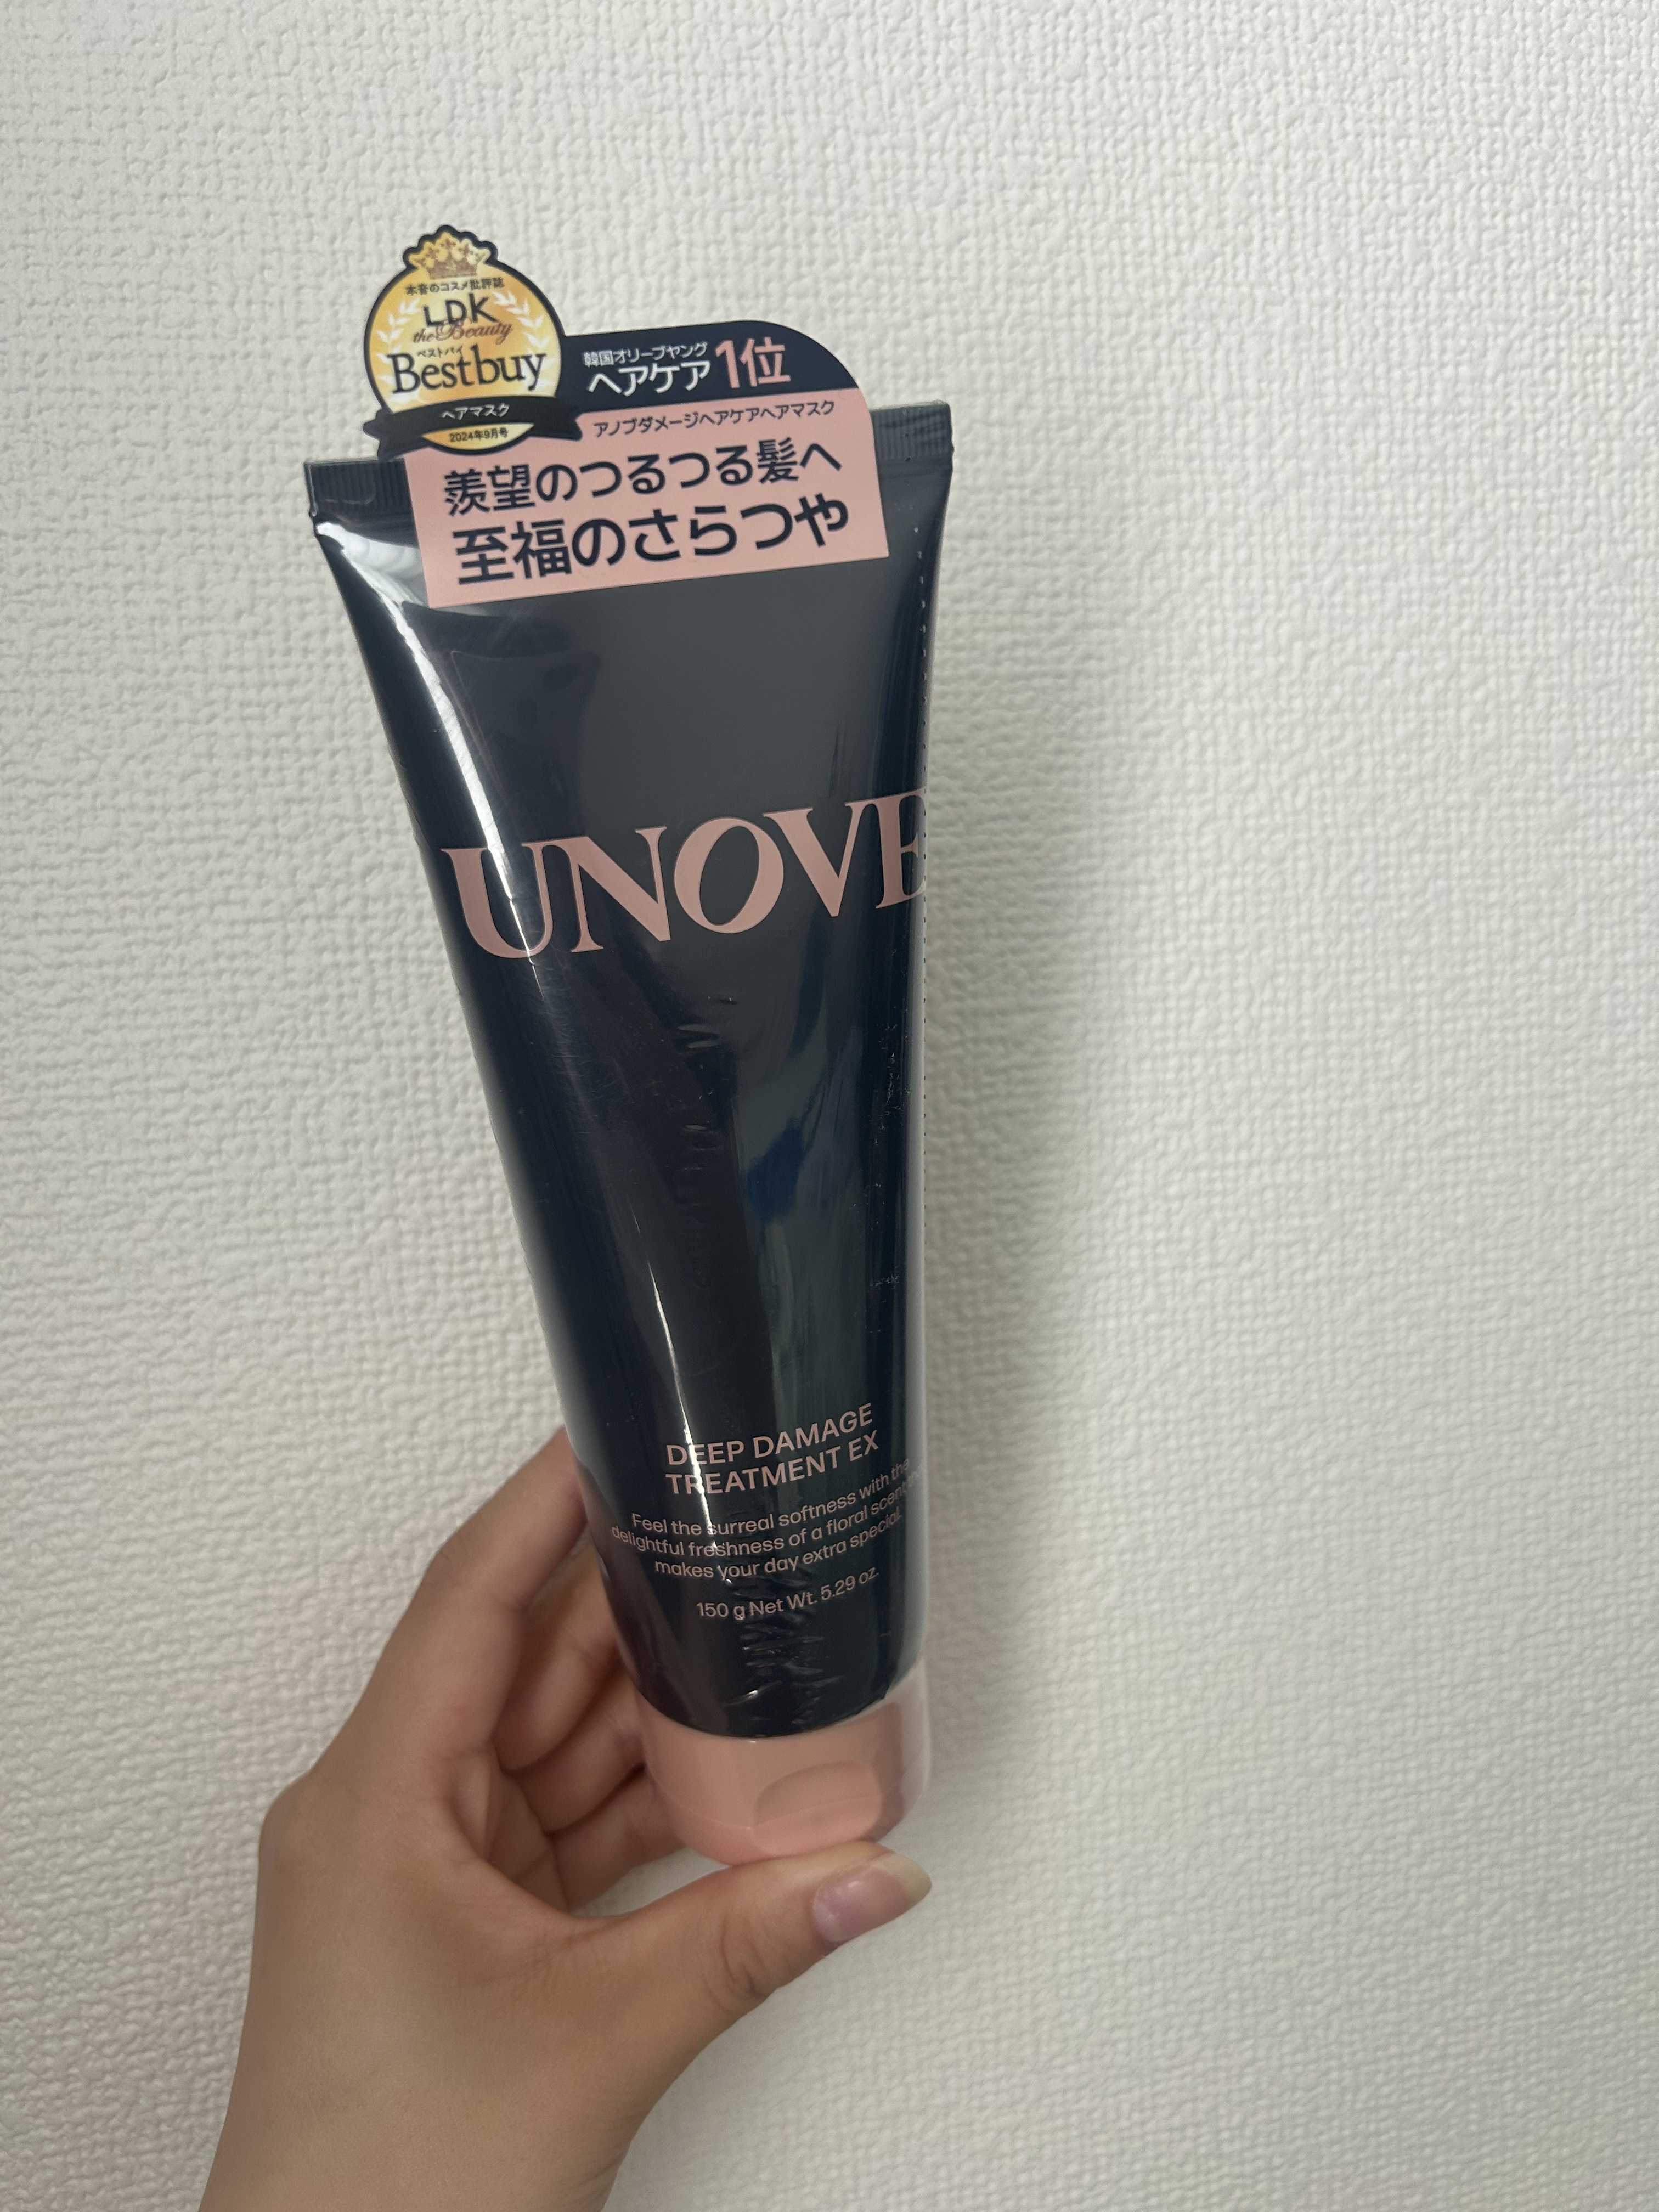 本音のコスメ批評誌
LDK
the Beauty
ベストバイ
Bestbuy
ヘアマスク
2024年9月号
韓国オリーブヤング
ヘアケア1位
アノブダメージヘアケアヘアマスク
羨望のつるつる髪へ
至福のさらつや
UNOVE
DEEP DAMAGE
TREATMENT EX
Feel the surreal softness with the
delightful freshness of a floral scent
makes your day extra special.
150 g Net Wt. 5.29 oz.